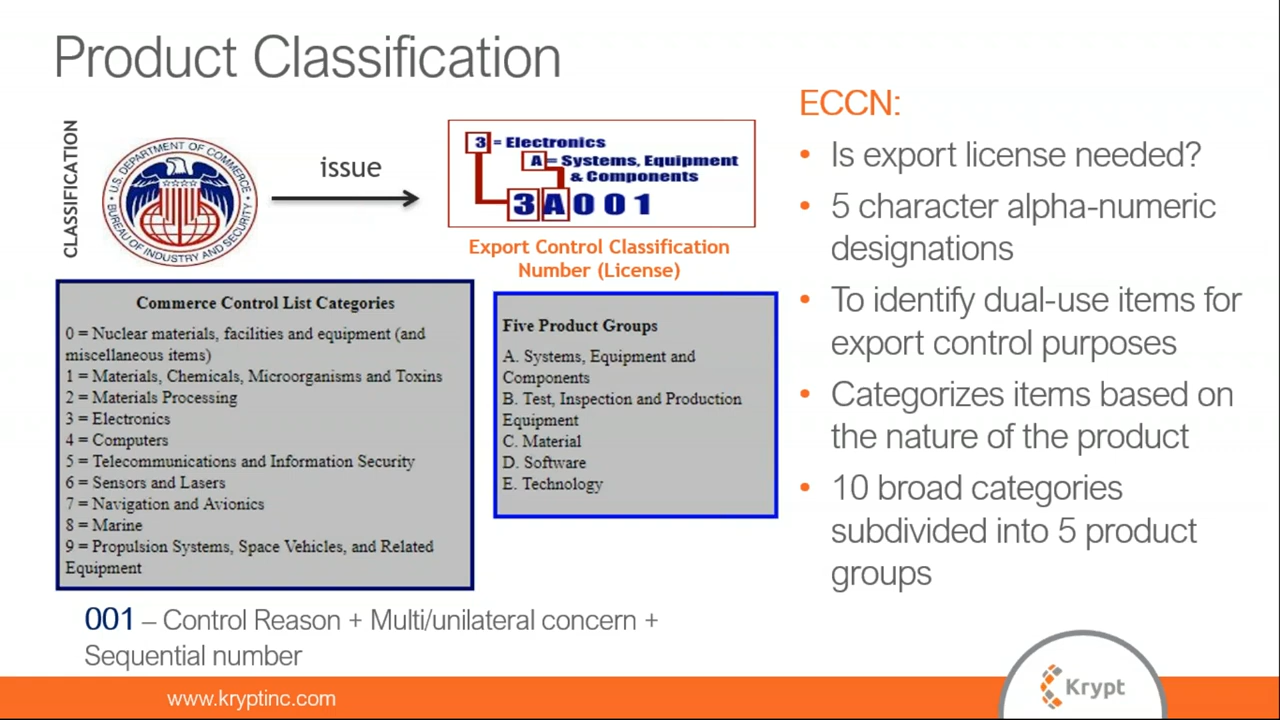 Product Classification
CLASSIFICATION
U.S. DEPARTMENT OF COMMERCE
BUREAU OF INDUSTRY AND SECURITY
issue
3 = Electronics
A = Systems, Equipment
& Components
3A001
Export Control Classification
Number (License)
Commerce Control List Categories
0 = Nuclear materials, facilities and equipment (and
miscellaneous items)
1 = Materials, Chemicals, Microorganisms and Toxins
2 = Materials Processing
3 = Electronics
4 = Computers
5 = Telecommunications and Information Security
6 = Sensors and Lasers
7 = Navigation and Avionics
8 = Marine
9 = Propulsion Systems, Space Vehicles, and Related
Equipment
Five Product Groups
A. Systems, Equipment and
Components
B. Test, Inspection and Production
Equipment
C. Material
D. Software
E. Technology
001 – Control Reason + Multi/unilateral concern +
Sequential number
ECCN:
• Is export license needed?
• 5 character alpha-numeric
designations
• To identify dual-use items for
export control purposes
• Categorizes items based on
the nature of the product
• 10 broad categories
subdivided into 5 product
groups
www.kryptinc.com
Krypt